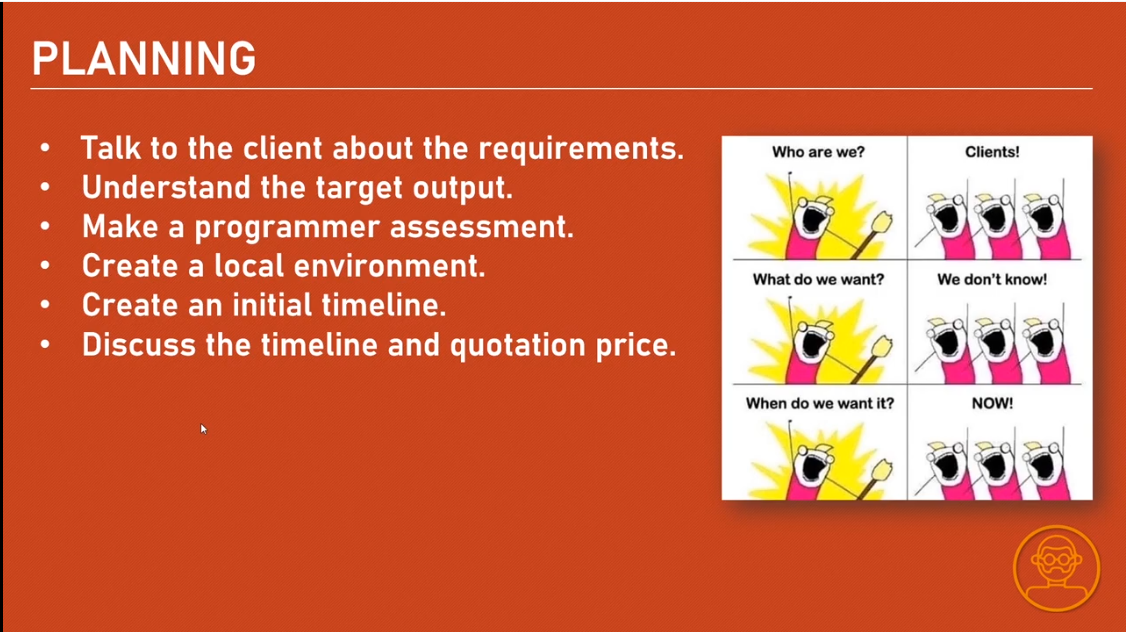 PLANNING
• Talk to the client about the requirements.
• Understand the target output.
• Make a programmer assessment.
• Create a local environment.
• Create an initial timeline.
• Discuss the timeline and quotation price.
Who are we?
Clients!
What do we want?
We don't know!
When do we want it?
NOW!